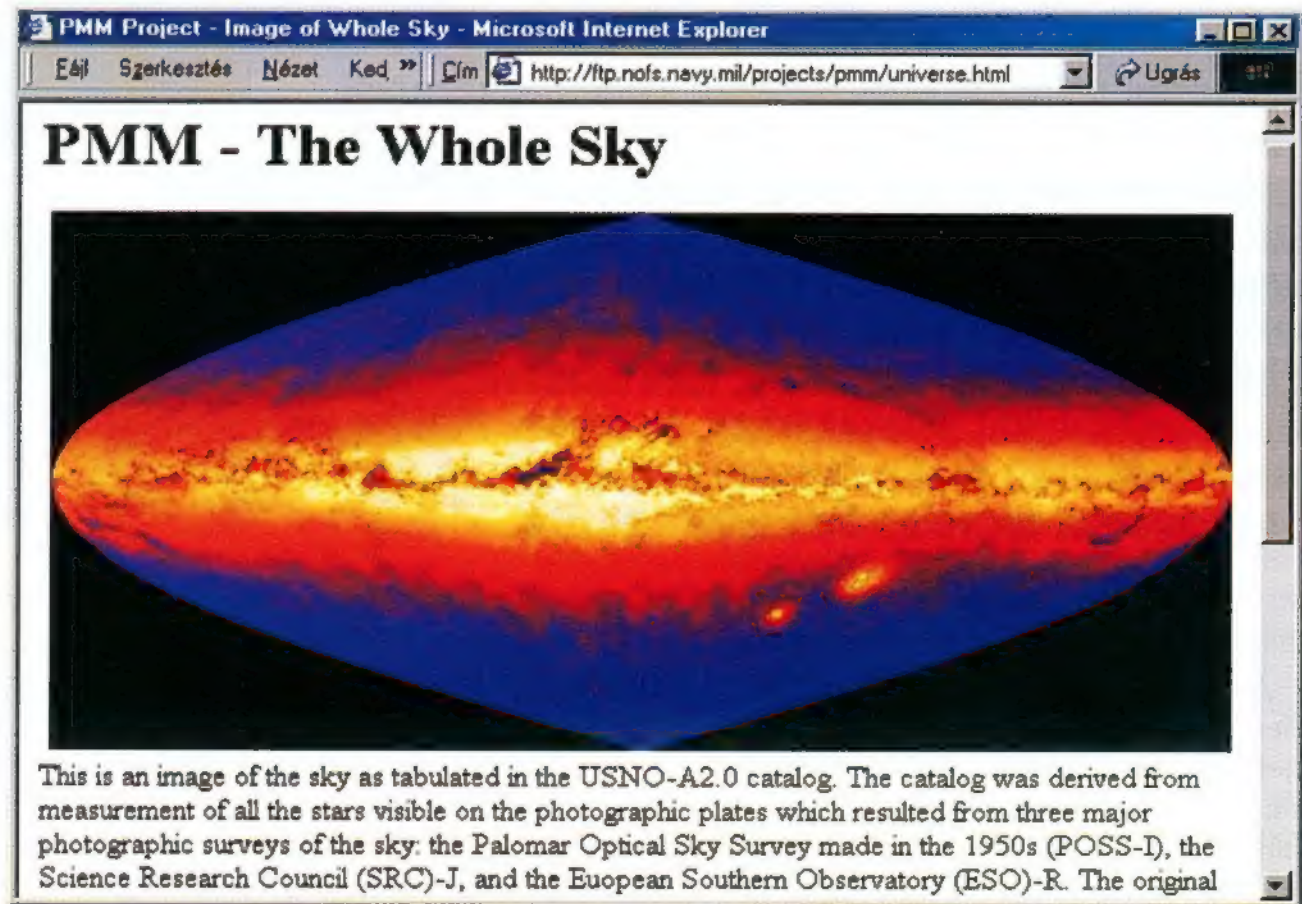 PMM Project - Image of Whole Sky - Microsoft Internet Explorer
Fájl Szerkesztés Nézet Ked » Cím http://ftp.nofs.navy.mil/projects/pmm/universe.html Ugrás
PMM - The Whole Sky
This is an image of the sky as tabulated in the USNO-A2.0 catalog. The catalog was derived from
measurement of all the stars visible on the photographic plates which resulted from three major
photographic surveys of the sky: the Palomar Optical Sky Survey made in the 1950s (POSS-I), the
Science Research Council (SRC)-J, and the Euopean Southern Observatory (ESO)-R. The original